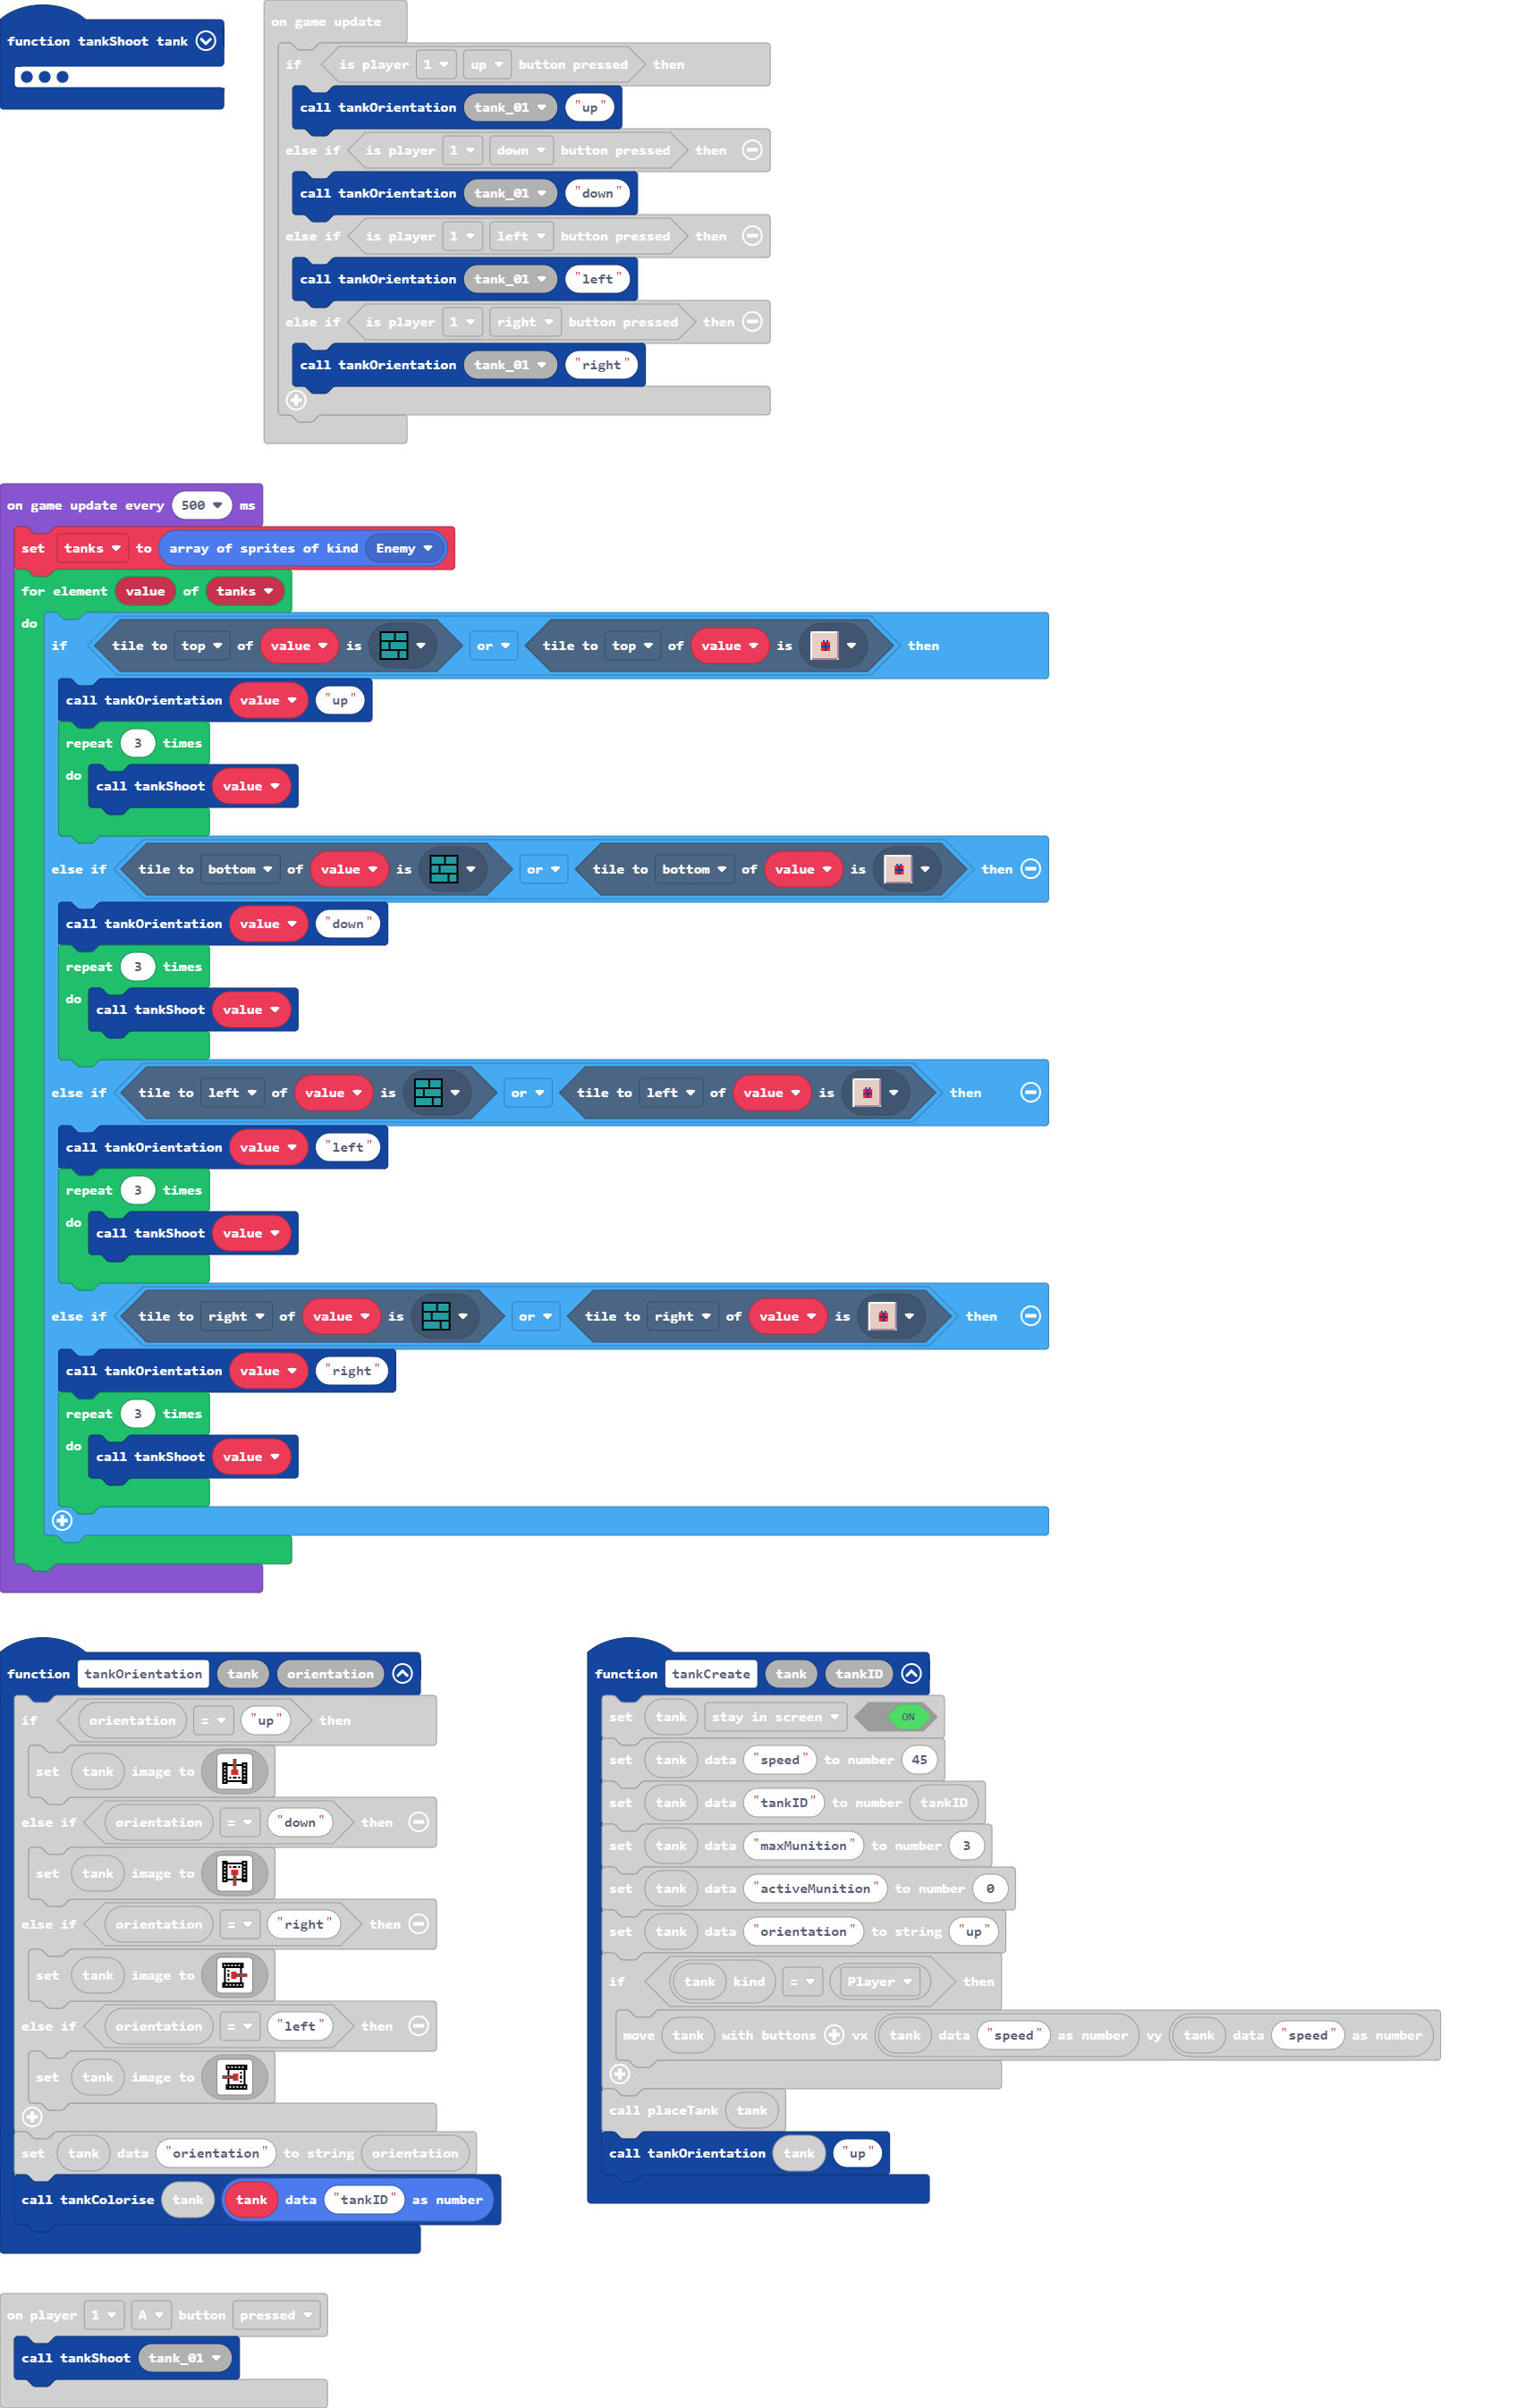 function tankShoot tank
on game update
if is player 1 up button pressed then
call tankOrientation tank_01 "up"
else if is player 1 down button pressed then
call tankOrientation tank_01 "down"
else if is player 1 left button pressed then
call tankOrientation tank_01 "left"
else if is player 1 right button pressed then
call tankOrientation tank_01 "right"
on game update every 500 ms
set tanks to array of sprites of kind Enemy
for element value of tanks
do
if tile to top of value is or tile to top of value is then
call tankOrientation value "up"
repeat 3 times
do call tankShoot value
else if tile to bottom of value is or tile to bottom of value is then
call tankOrientation value "down"
repeat 3 times
do call tankShoot value
else if tile to left of value is or tile to left of value is then
call tankOrientation value "left"
repeat 3 times
do call tankShoot value
else if tile to right of value is or tile to right of value is then
call tankOrientation value "right"
repeat 3 times
do call tankShoot value
function tankOrientation tank orientation
if orientation = "up" then
set tank image to
else if orientation = "down" then
set tank image to
else if orientation = "right" then
set tank image to
else if orientation = "left" then
set tank image to
set tank data "orientation" to string orientation
call tankColorise tank tank data "tankID" as number
function tankCreate tank tankID
set tank stay in screen ON
set tank data "speed" to number 45
set tank data "tankID" to number tankID
set tank data "maxMunition" to number 3
set tank data "activeMunition" to number 0
set tank data "orientation" to string "up"
if tank kind = Player then
move tank with buttons vx tank data "speed" as number vy tank data "speed" as number
call placeTank tank
call tankOrientation tank "up"
on player 1 A button pressed
call tankShoot tank_01